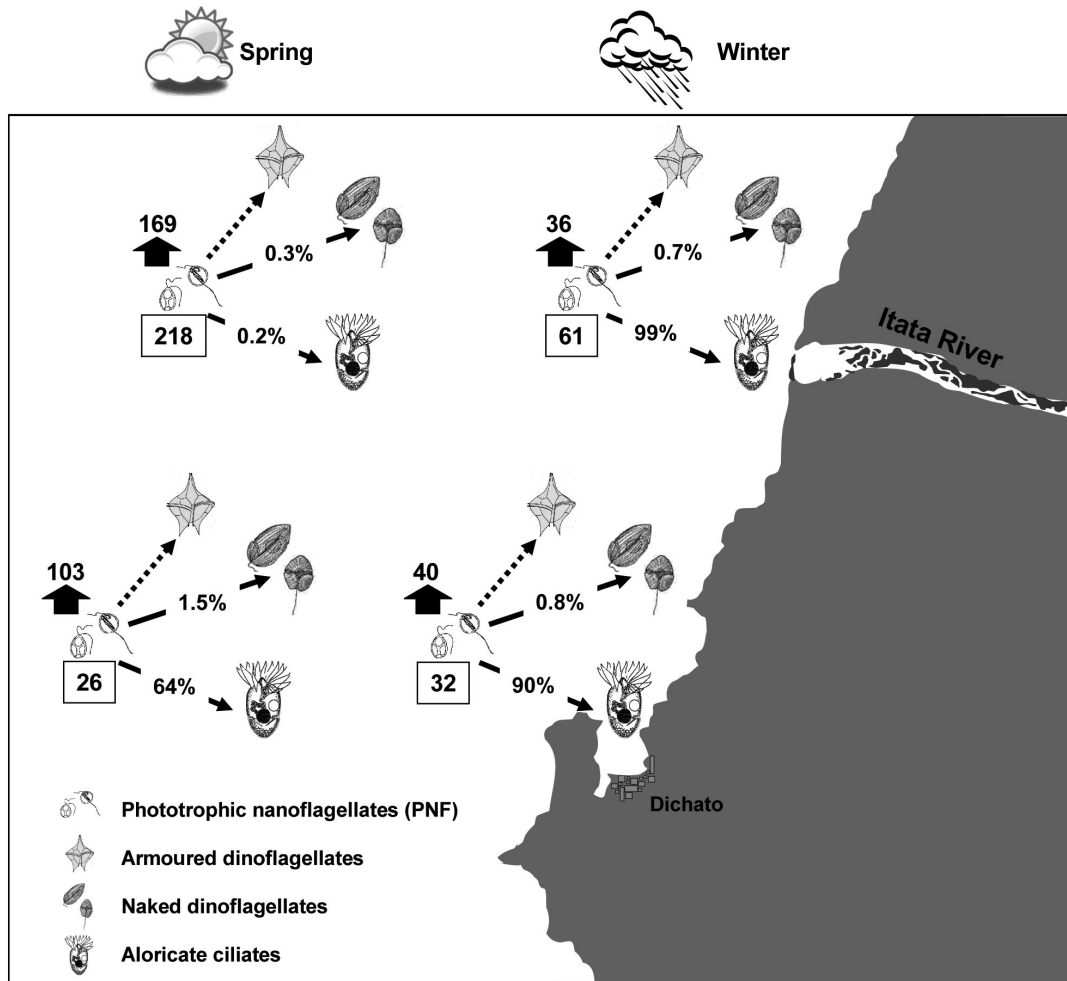 Spring
Winter
169
0.3%
218
0.2%
36
0.7%
61
99%
Itata River
103
1.5%
26
64%
40
0.8%
32
90%
Dichato
Phototrophic nanoflagellates (PNF)
Armoured dinoflagellates
Naked dinoflagellates
Aloricate ciliates